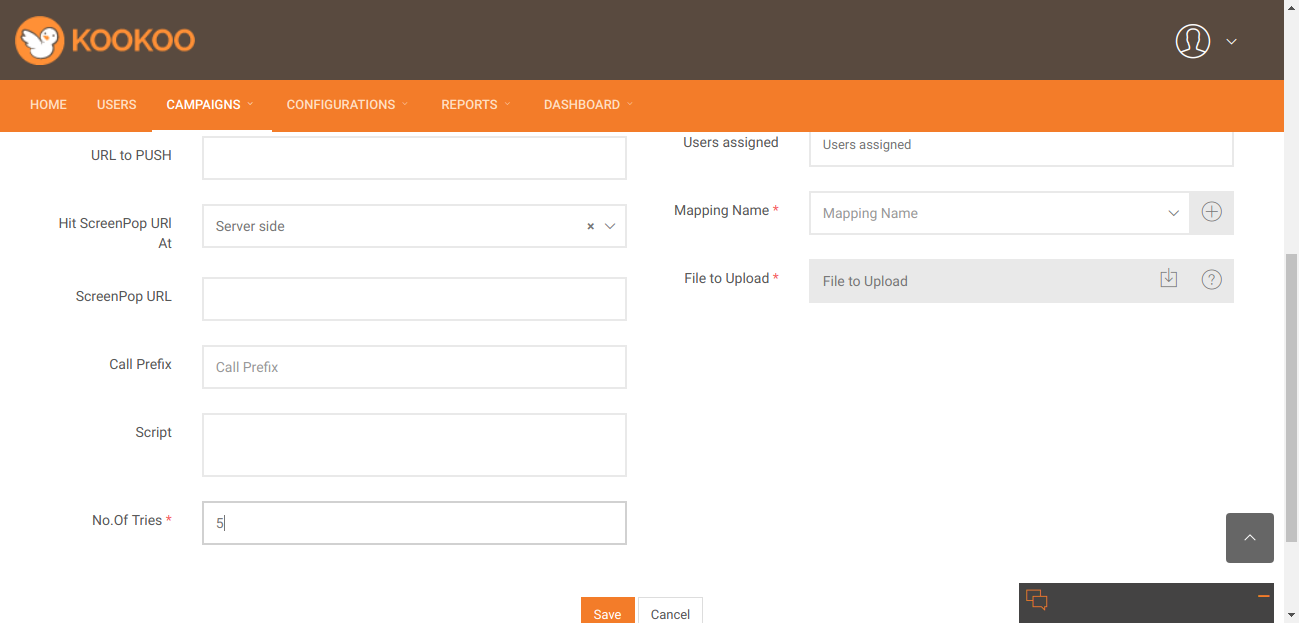 KOOKOO
HOME USERS CAMPAIGNS CONFIGURATIONS REPORTS DASHBOARD
URL to PUSH
Hit ScreenPop URl
At
Server side ×
ScreenPop URL
Call Prefix
Call Prefix
Script
No.Of Tries *
5
Users assigned
Users assigned
Mapping Name *
Mapping Name
File to Upload *
File to Upload ?
Save Cancel